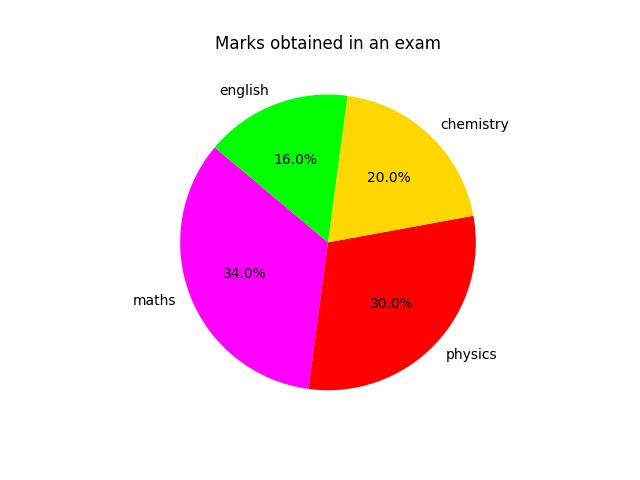 Marks obtained in an exam
english
chemistry
16.0%
20.0%
34.0%
maths
30.0%
physics